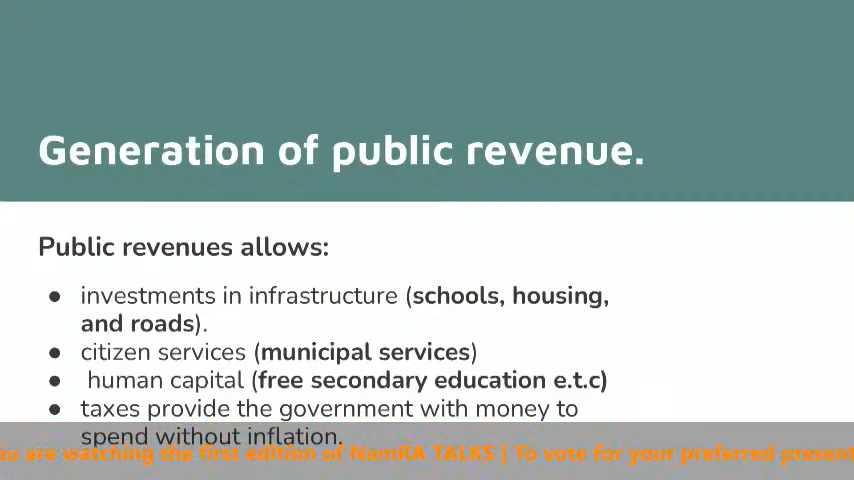 Generation of public revenue.
Public revenues allows:
● investments in infrastructure (schools, housing,
and roads).
● citizen services (municipal services)
● human capital (free secondary education e.t.c)
● taxes provide the government with money to
spend without inflation.
ou are watching the first edition of NamRA TALKS | To vote for your preferred present